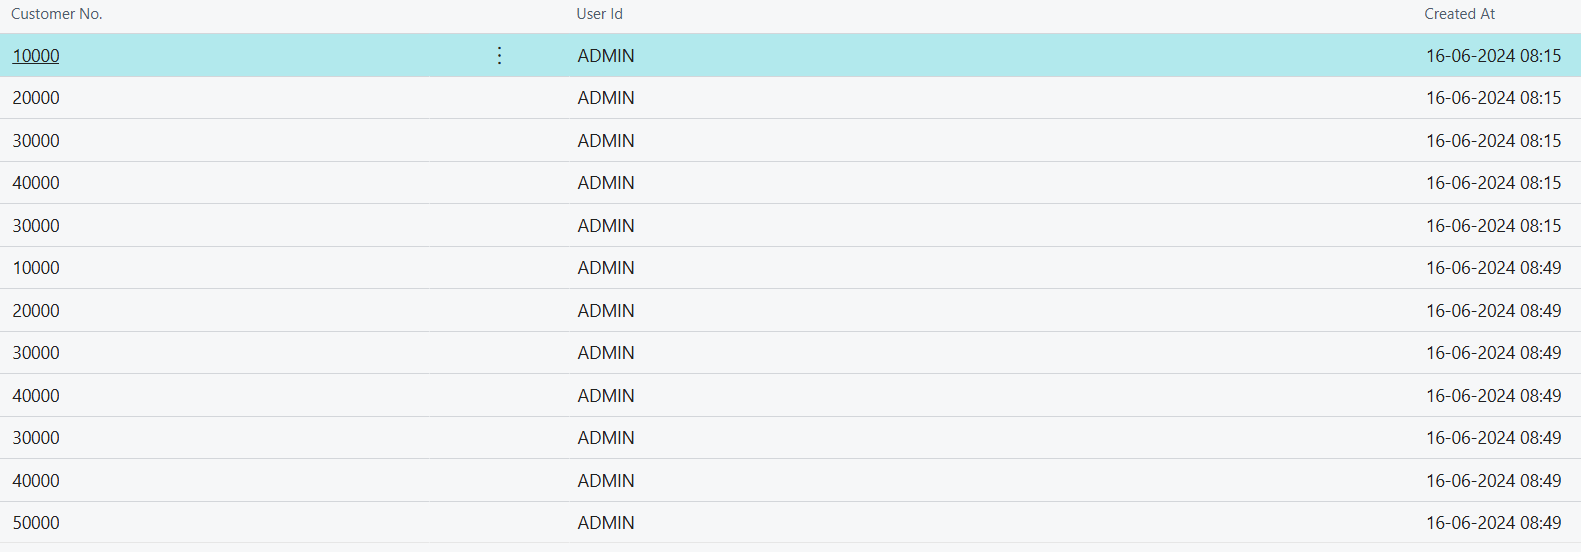 Customer No. User Id Created At
10000 ADMIN 16-06-2024 08:15
20000 ADMIN 16-06-2024 08:15
30000 ADMIN 16-06-2024 08:15
40000 ADMIN 16-06-2024 08:15
30000 ADMIN 16-06-2024 08:15
10000 ADMIN 16-06-2024 08:49
20000 ADMIN 16-06-2024 08:49
30000 ADMIN 16-06-2024 08:49
40000 ADMIN 16-06-2024 08:49
30000 ADMIN 16-06-2024 08:49
40000 ADMIN 16-06-2024 08:49
50000 ADMIN 16-06-2024 08:49